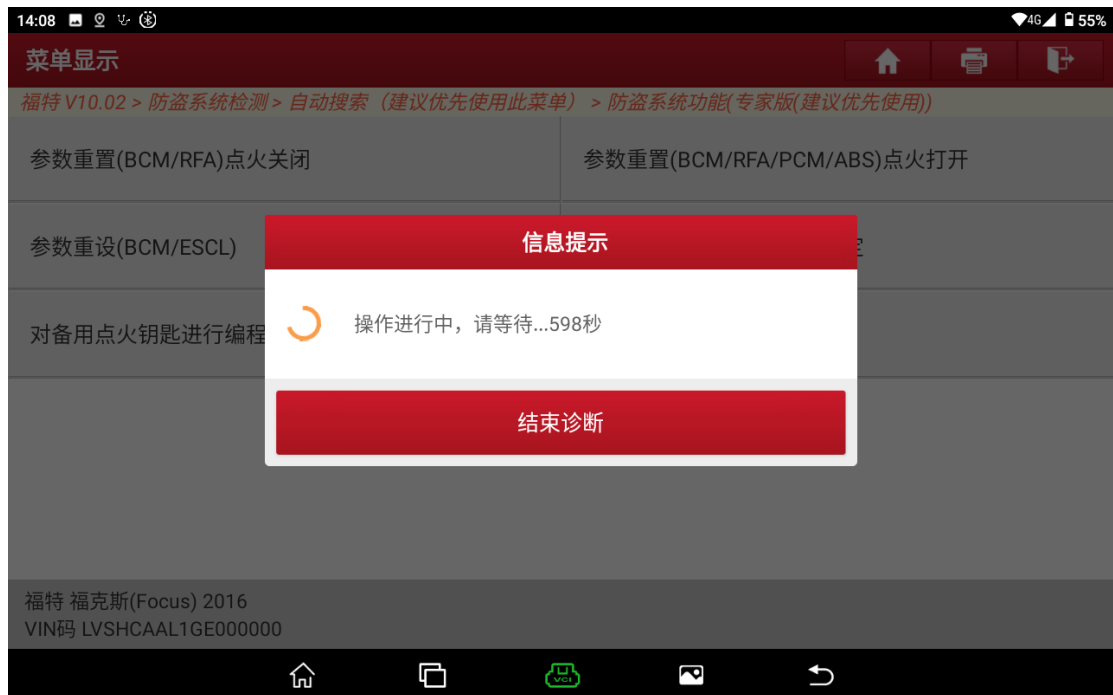 14:08 4G 55%
菜单显示
福特 V10.02 > 防盗系统检测 > 自动搜索（建议优先使用此菜单） > 防盗系统功能(专家版(建议优先使用))
参数重置(BCM/RFA)点火关闭
参数重置(BCM/RFA/PCM/ABS)点火打开
参数重设(BCM/ESCL)
信息提示
对备用点火钥匙进行编程
操作进行中，请等待...598秒
结束诊断
福特 福克斯(Focus) 2016
VIN码 LVSHCAAL1GE000000
VCI